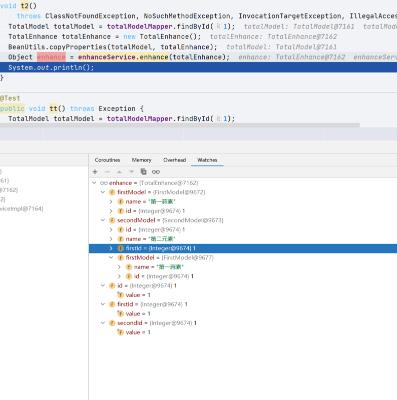 void t2()
throws ClassNotFoundException, NoSuchMethodException, InvocationTargetException, IllegalAcces
TotalModel totalModel = totalModelMapper.findById( 1); totalModel: TotalModel@7161 totalMode
TotalEnhance totalEnhance = new TotalEnhance(); totalEnhance: TotalEnhance@7162
BeanUtils.copyProperties(totalModel, totalEnhance); totalModel: TotalModel@7161
Object enhance = enhanceService.enhance(totalEnhance); enhance: TotalEnhance@7162 enhanceServ
System.out.println();
}
@Test
public void tt() throws Exception {
TotalModel totalModel = totalModelMapper.findById( 1);
Coroutines Memory Overhead Watches
enhance = {TotalEnhance@7162}
firstModel = {FirstModel@9672}
name = "第一元素"
id = {Integer@9674} 1
secondModel = {SecondModel@9673}
id = {Integer@9674} 1
name = "第二元素"
firstId = {Integer@9674} 1
firstModel = {FirstModel@9677}
name = "第一元素"
id = {Integer@9674} 1
id = {Integer@9674} 1
value = 1
firstId = {Integer@9674} 1
value = 1
secondId = {Integer@9674} 1
value = 1
61}
@7162}
2}
viceImpl@7164}